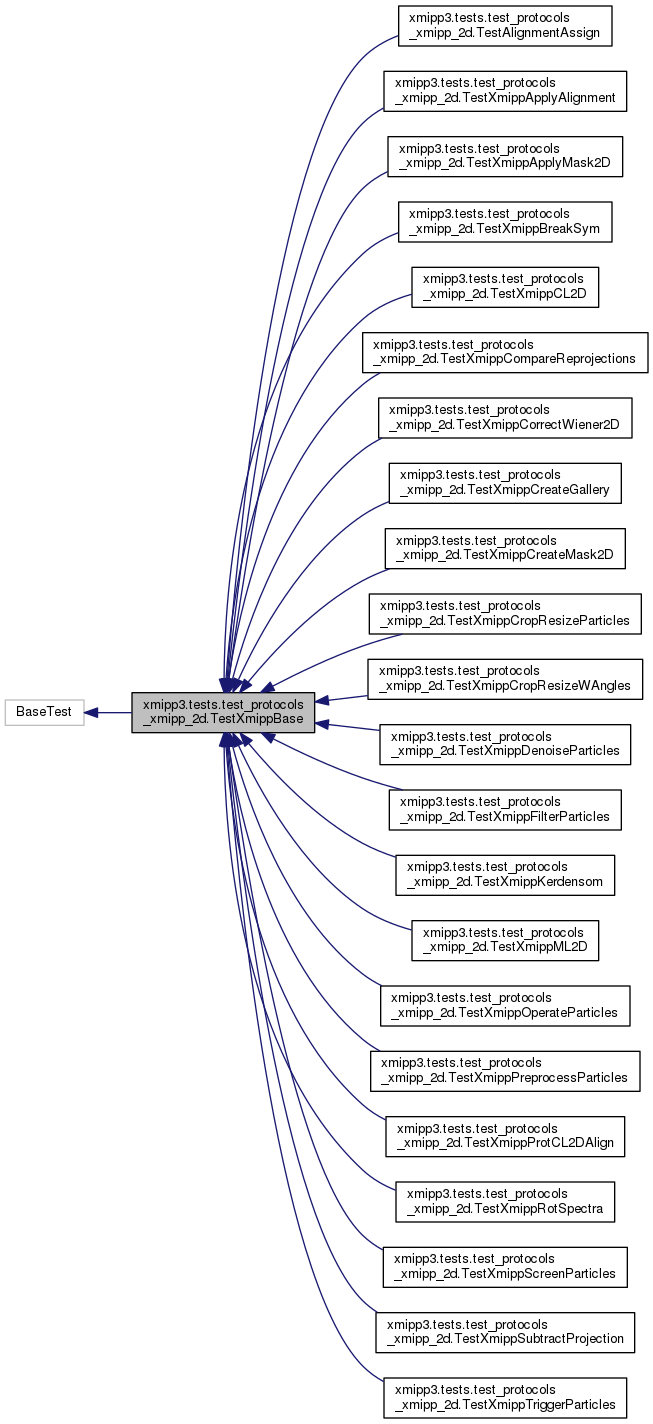 xmipp3.tests.test_protocols
_xmipp_2d.TestAlignmentAssign
xmipp3.tests.test_protocols
_xmipp_2d.TestXmippApplyAlignment
xmipp3.tests.test_protocols
_xmipp_2d.TestXmippApplyMask2D
xmipp3.tests.test_protocols
_xmipp_2d.TestXmippBreakSym
xmipp3.tests.test_protocols
_xmipp_2d.TestXmippCL2D
xmipp3.tests.test_protocols
_xmipp_2d.TestXmippCompareReprojections
xmipp3.tests.test_protocols
_xmipp_2d.TestXmippCorrectWiener2D
xmipp3.tests.test_protocols
_xmipp_2d.TestXmippCreateGallery
xmipp3.tests.test_protocols
_xmipp_2d.TestXmippCreateMask2D
xmipp3.tests.test_protocols
_xmipp_2d.TestXmippCropResizeParticles
xmipp3.tests.test_protocols
_xmipp_2d.TestXmippCropResizeWAngles
BaseTest
xmipp3.tests.test_protocols
_xmipp_2d.TestXmippBase
xmipp3.tests.test_protocols
_xmipp_2d.TestXmippDenoiseParticles
xmipp3.tests.test_protocols
_xmipp_2d.TestXmippFilterParticles
xmipp3.tests.test_protocols
_xmipp_2d.TestXmippKerdensom
xmipp3.tests.test_protocols
_xmipp_2d.TestXmippML2D
xmipp3.tests.test_protocols
_xmipp_2d.TestXmippOperateParticles
xmipp3.tests.test_protocols
_xmipp_2d.TestXmippPreprocessParticles
xmipp3.tests.test_protocols
_xmipp_2d.TestXmippProtCL2DAlign
xmipp3.tests.test_protocols
_xmipp_2d.TestXmippRotSpectra
xmipp3.tests.test_protocols
_xmipp_2d.TestXmippScreenParticles
xmipp3.tests.test_protocols
_xmipp_2d.TestXmippSubtractProjection
xmipp3.tests.test_protocols
_xmipp_2d.TestXmippTriggerParticles